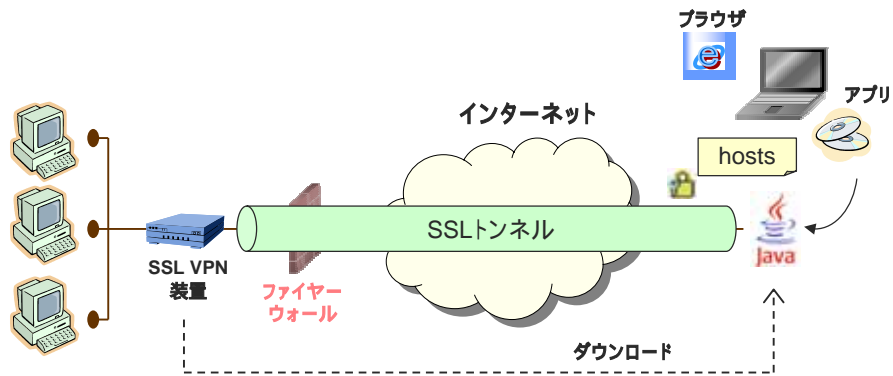 ブラウザ
アプリ
インターネット
hosts
SSLトンネル
Java
SSL VPN
装置
ファイヤー
ウォール
ダウンロード